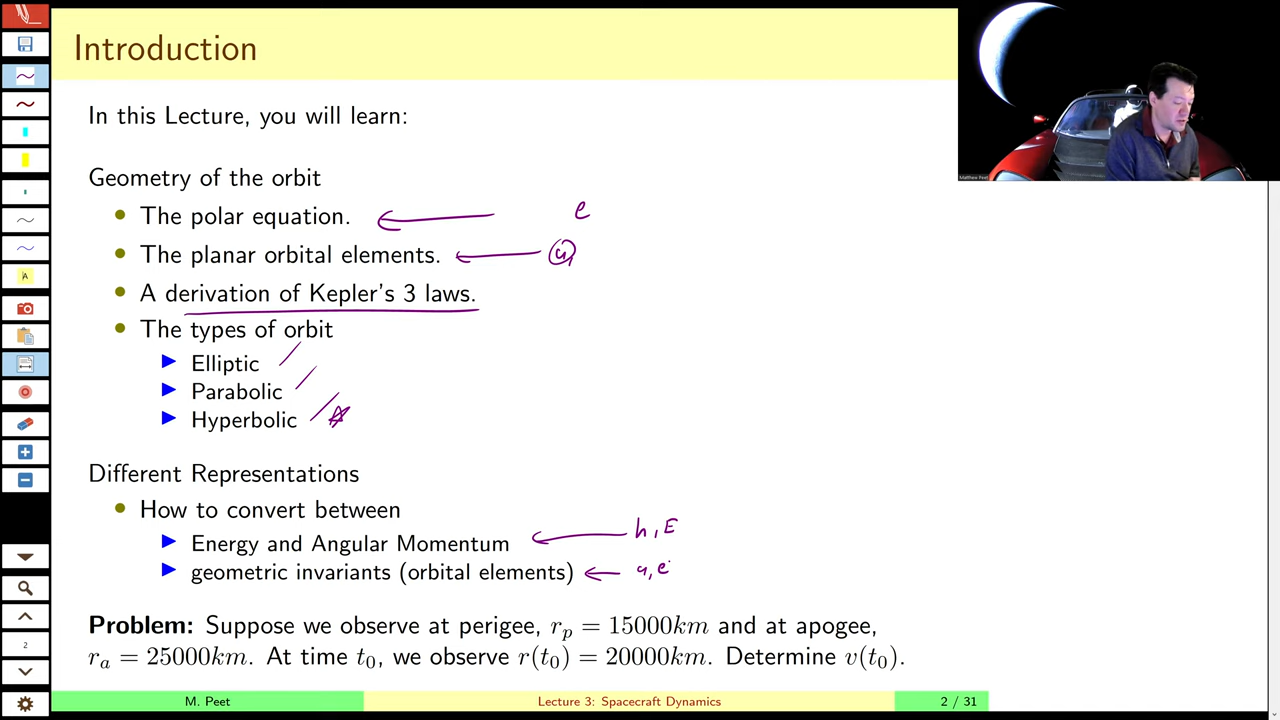 Introduction
In this Lecture, you will learn:
Geometry of the orbit
The polar equation. e
The planar orbital elements. a,
A derivation of Kepler's 3 laws.
The types of orbit
Elliptic
Parabolic
Hyperbolic
Different Representations
How to convert between
Energy and Angular Momentum h, E
geometric invariants (orbital elements) a, e
Problem: Suppose we observe at perigee, r_p = 15000km and at apogee,
r_a = 25000km. At time t_0, we observe r(t_0) = 20000km. Determine v(t_0).
M. Peet Lecture 3: Spacecraft Dynamics 2 / 31
Matthew Peet
A
2